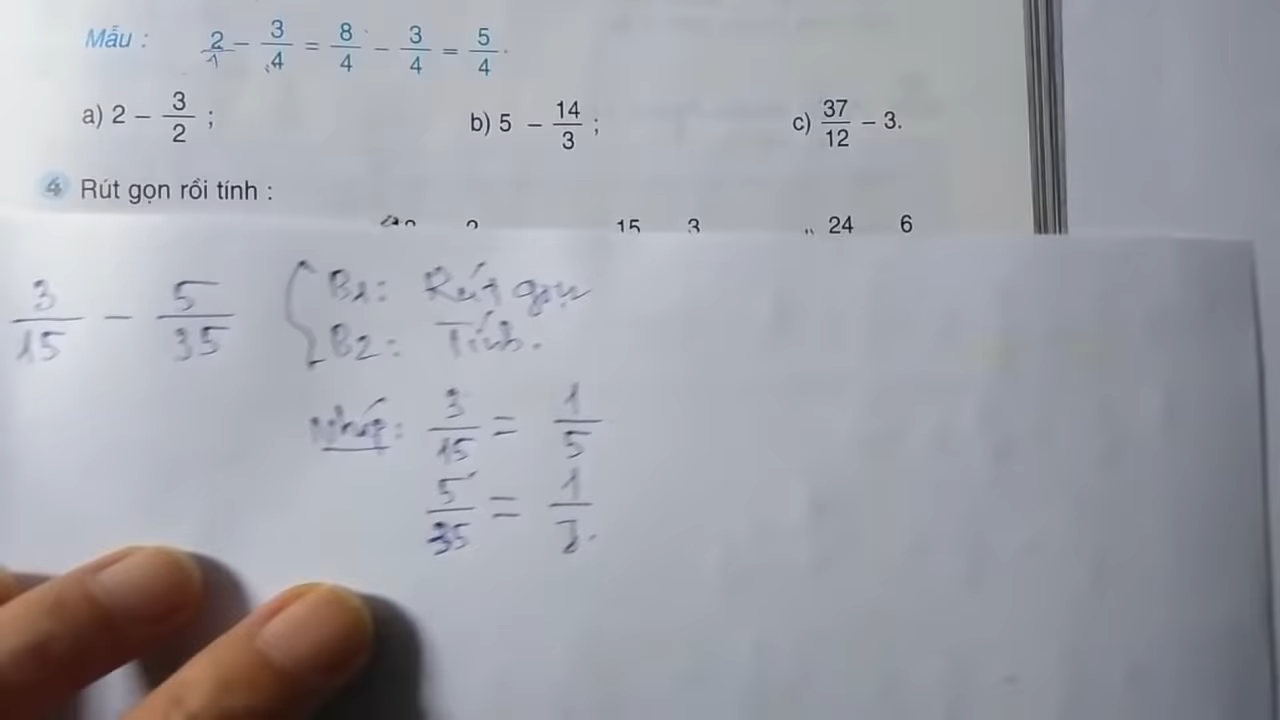 Mẫu : 2/1 - 3/4 = 8/4 - 3/4 = 5/4.
a) 2 - 3/2 ; b) 5 - 14/3 ; c) 37/12 - 3.
4 Rút gọn rồi tính :
15 3 24 6
3/15 - 5/35 { B1: Rút gọn
B2: Tính.
Nháp: 3/15 = 1/5
5/35 = 1/7.